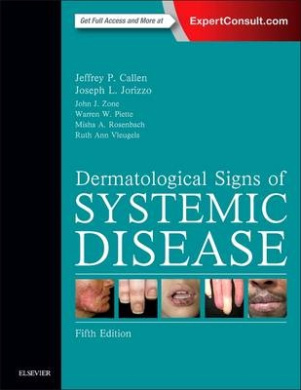 Get Full Access and More at
ExpertConsult.com
Jeffrey P. Callen
Joseph L. Jorizzo
John J. Zone
Warren W. Piette
Misha A. Rosenbach
Ruth Ann Vleugels
Dermatological Signs of
SYSTEMIC
DISEASE
Fifth Edition
ELSEVIER